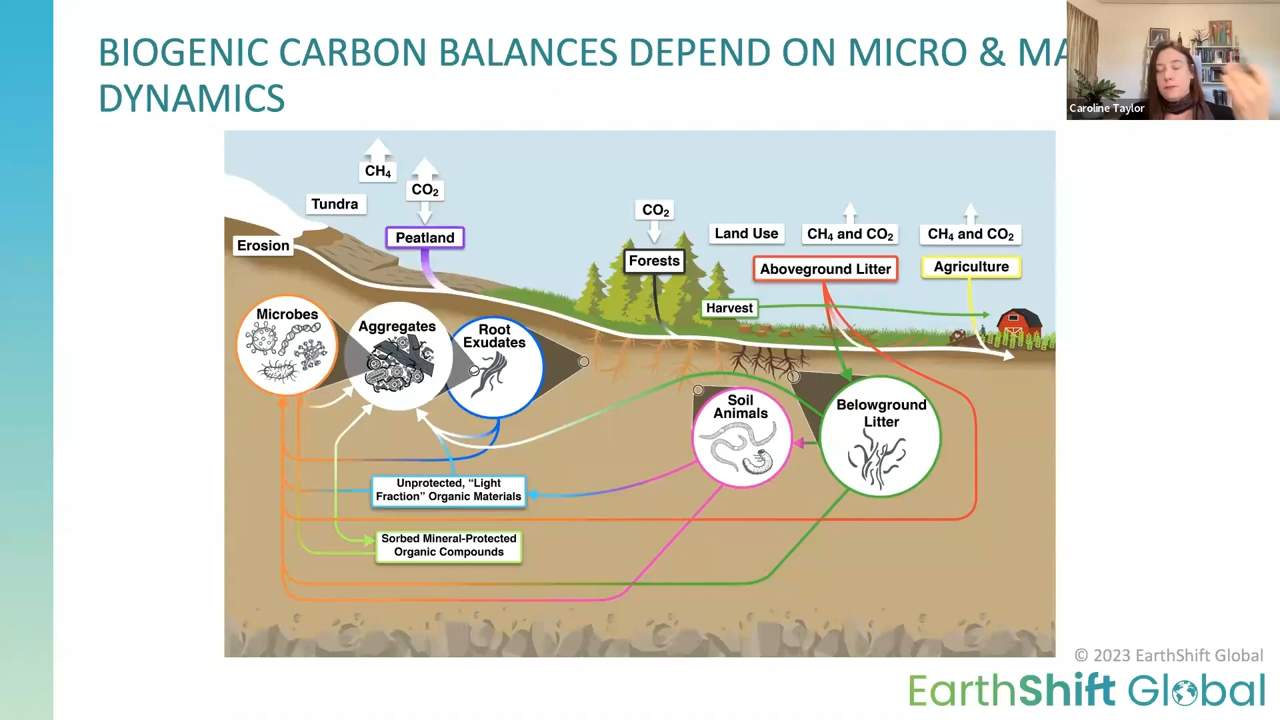 BIOGENIC CARBON BALANCES DEPEND ON MICRO &
DYNAMICS
Caroline Taylor
CH₄
CO₂
Tundra
Peatland
Erosion
CO₂
Forests
Land Use
CH₄ and CO₂
CH₄ and CO₂
Aboveground Litter
Agriculture
Harvest
Microbes
Aggregates
Root
Exudates
Soil
Animals
Belowground
Litter
Unprotected, “Light
Fraction” Organic Materials
Sorbed Mineral-Protected
Organic Compounds
© 2023 EarthShift Global
EarthShift Global